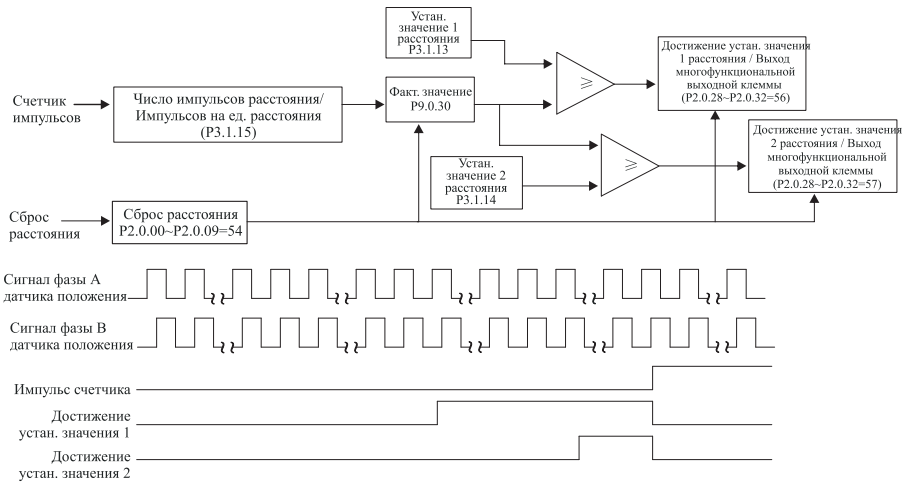 Устан.
значение 1
расстояния
P3.1.13
Достижение устан. значения
1 расстояния / Выход
многофункциональной
выходной клеммы
(P2.0.28~P2.0.32=56)
Счетчик
импульсов
Число импульсов расстояния/
Импульсов на ед. расстояния
(P3.1.15)
Факт. значение
P9.0.30
≥
Достижение устан. значения
2 расстояния / Выход
многофункциональной
выходной клеммы
(P2.0.28~P2.0.32=57)
≥
Устан.
значение 2
расстояния
P3.1.14
Сброс
расстояния
Сброс расстояния
P2.0.00~P2.0.09=54
Сигнал фазы A
датчика положения
Сигнал фазы B
датчика положения
Импульс счетчика
Достижение
устан. значения 1
Достижение
устан. значения 2